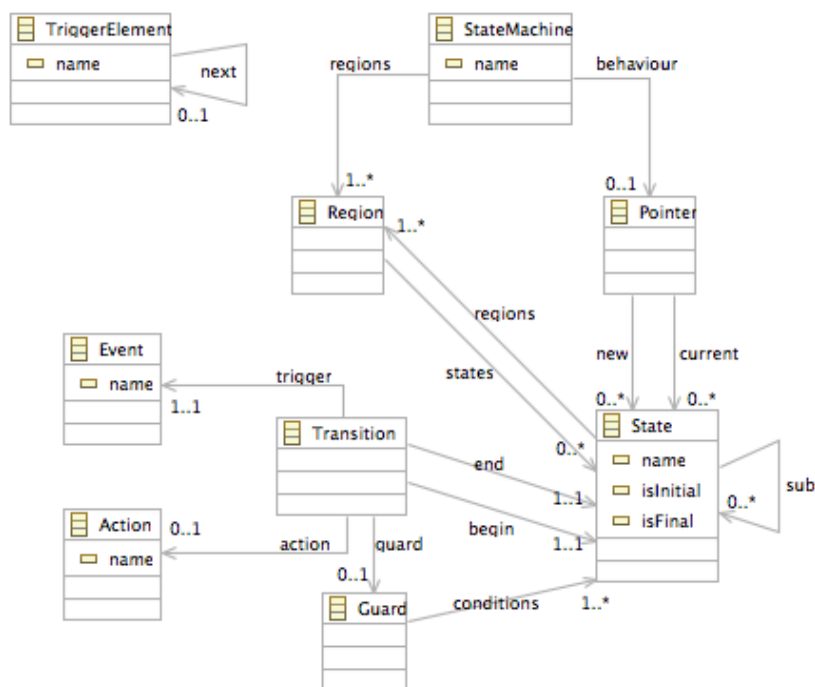 TriggerElement
name
next
0..1
StateMachine
name
regions
behaviour
1..*
0..1
Region
1..*
Pointer
regions
states
new
current
0..*
0..*
Event
name
trigger
1..1
Transition
State
name
isInitial
isFinal
0..*
sub
0..*
end
1..1
begin
1..1
Action
name
0..1
action
guard
0..1
Guard
conditions
1..*